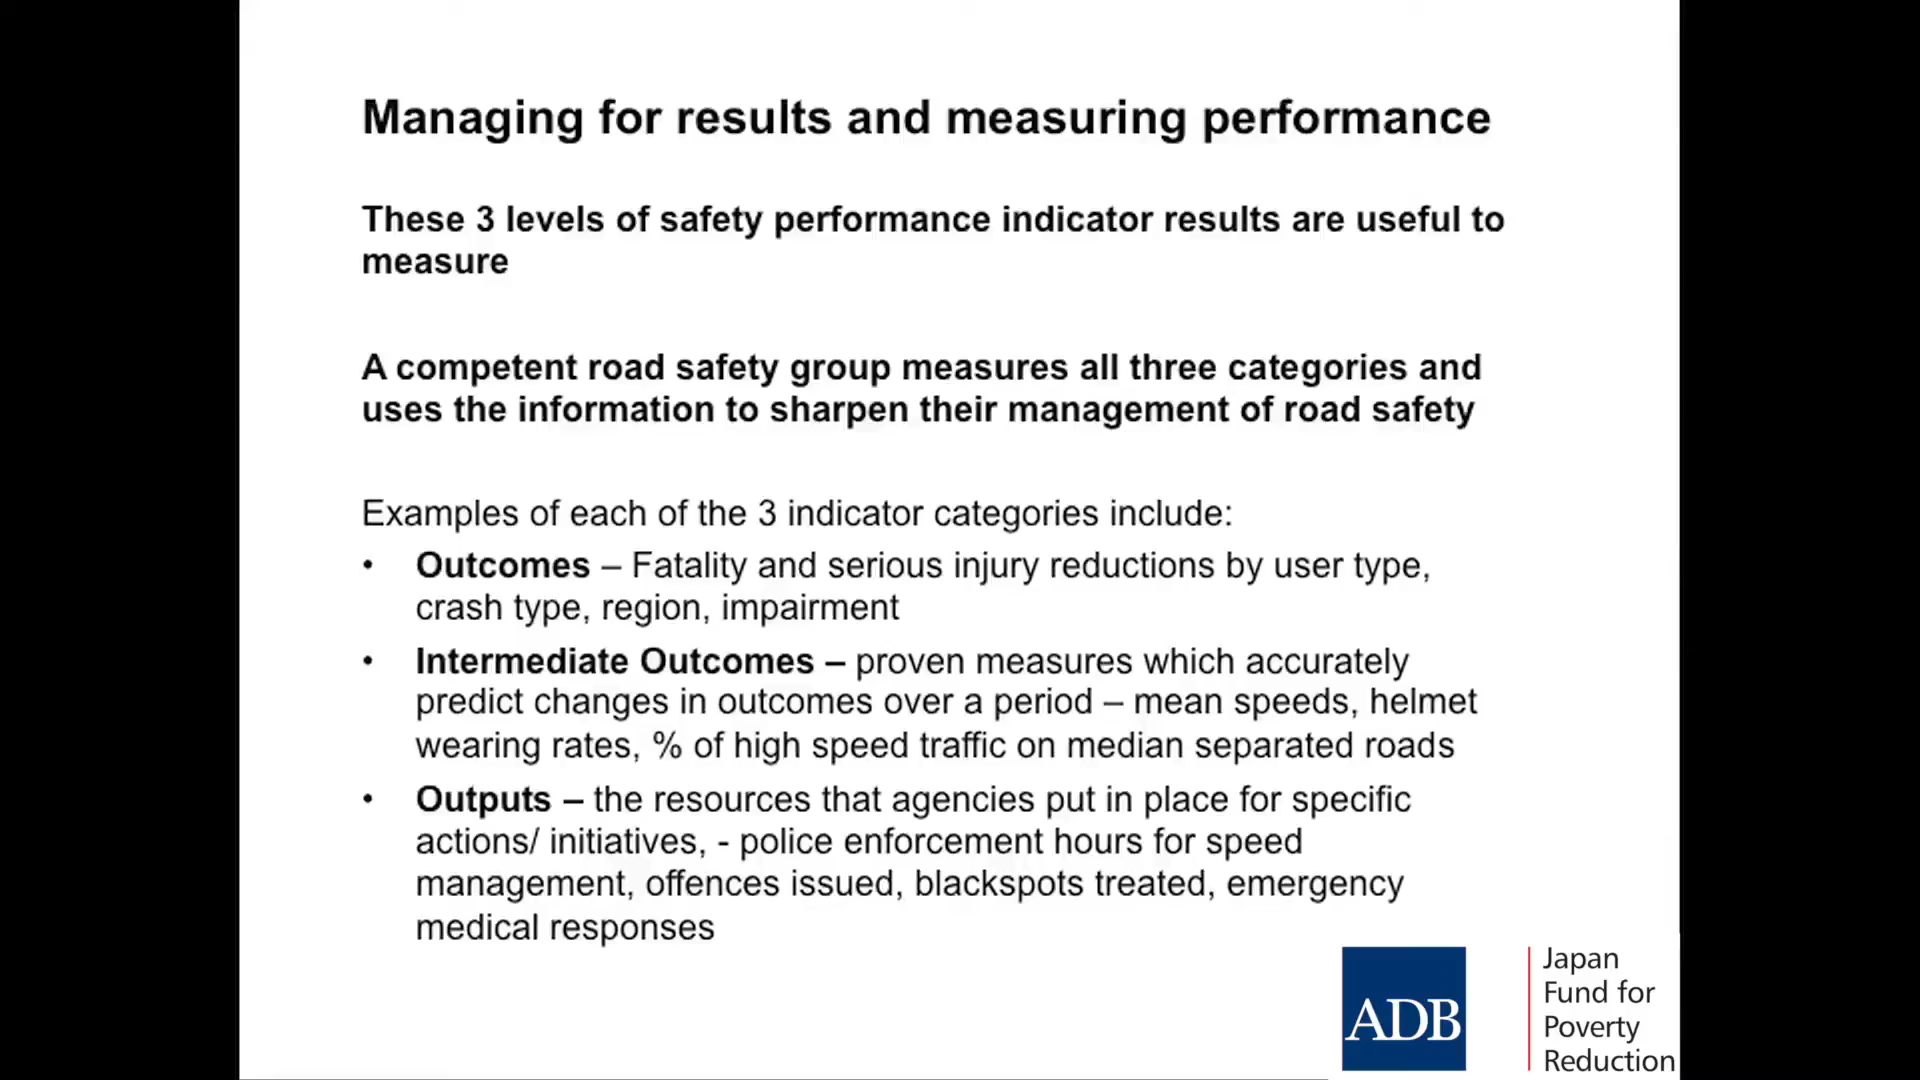 Managing for results and measuring performance
These 3 levels of safety performance indicator results are useful to
measure
A competent road safety group measures all three categories and
uses the information to sharpen their management of road safety
Examples of each of the 3 indicator categories include:
• Outcomes – Fatality and serious injury reductions by user type,
crash type, region, impairment
• Intermediate Outcomes – proven measures which accurately
predict changes in outcomes over a period – mean speeds, helmet
wearing rates, % of high speed traffic on median separated roads
• Outputs – the resources that agencies put in place for specific
actions/ initiatives, - police enforcement hours for speed
management, offences issued, blackspots treated, emergency
medical responses
ADB
Japan
Fund for
Poverty
Reduction